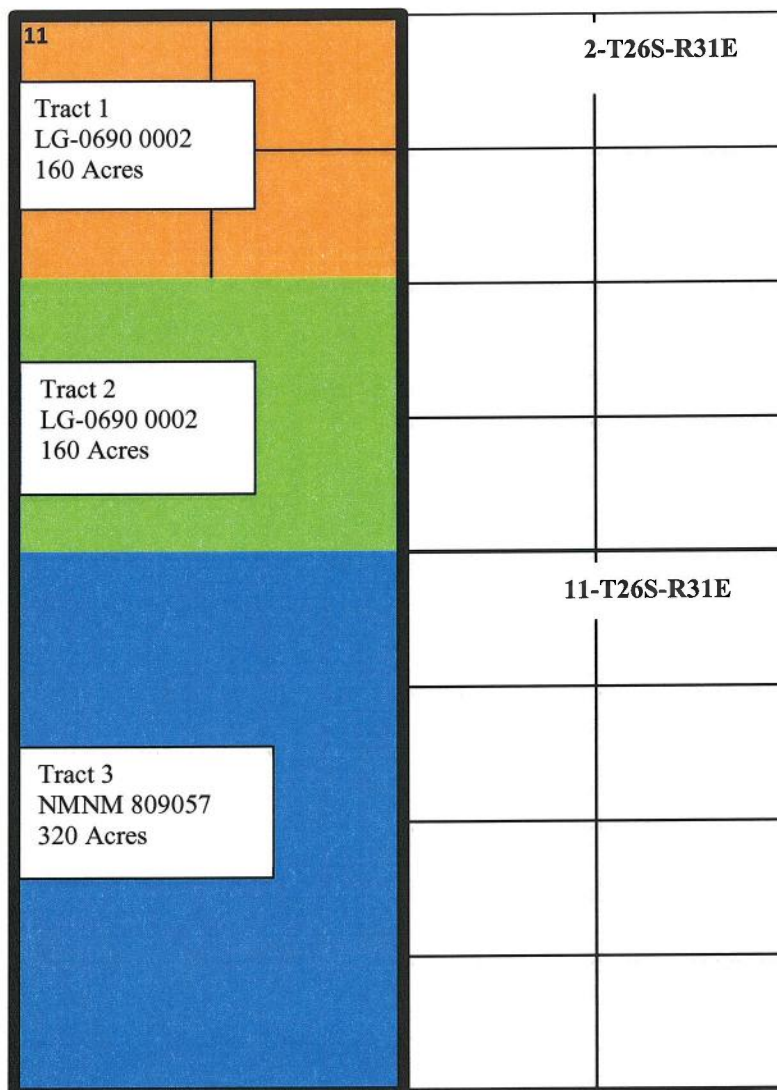 11
2-T26S-R31E
Tract 1
LG-0690 0002
160 Acres
Tract 2
LG-0690 0002
160 Acres
11-T26S-R31E
Tract 3
NMNM 809057
320 Acres